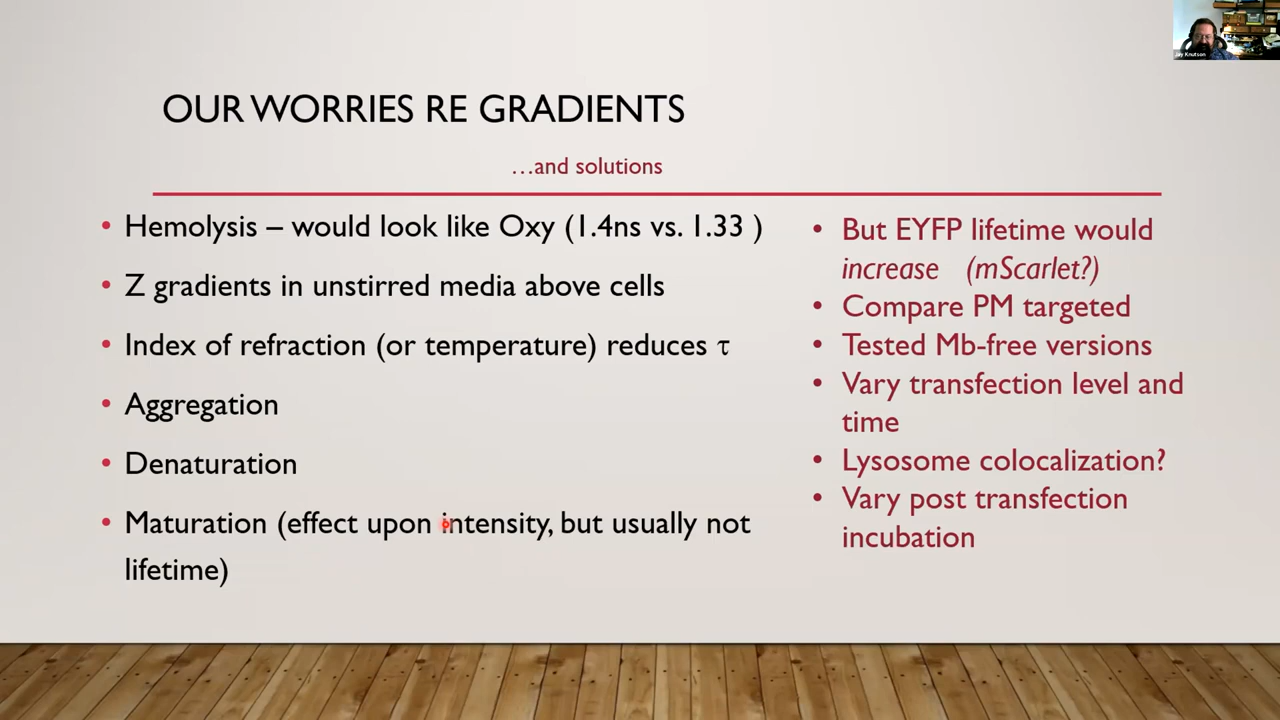 OUR WORRIES RE GRADIENTS
…and solutions
• Hemolysis – would look like Oxy (1.4ns vs. 1.33 )
• Z gradients in unstirred media above cells
• Index of refraction (or temperature) reduces τ
• Aggregation
• Denaturation
• Maturation (effect upon intensity, but usually not
lifetime)
• But EYFP lifetime would
increase (mScarlet?)
• Compare PM targeted
• Tested Mb-free versions
• Vary transfection level and
time
• Lysosome colocalization?
• Vary post transfection
incubation
Jay Knutson